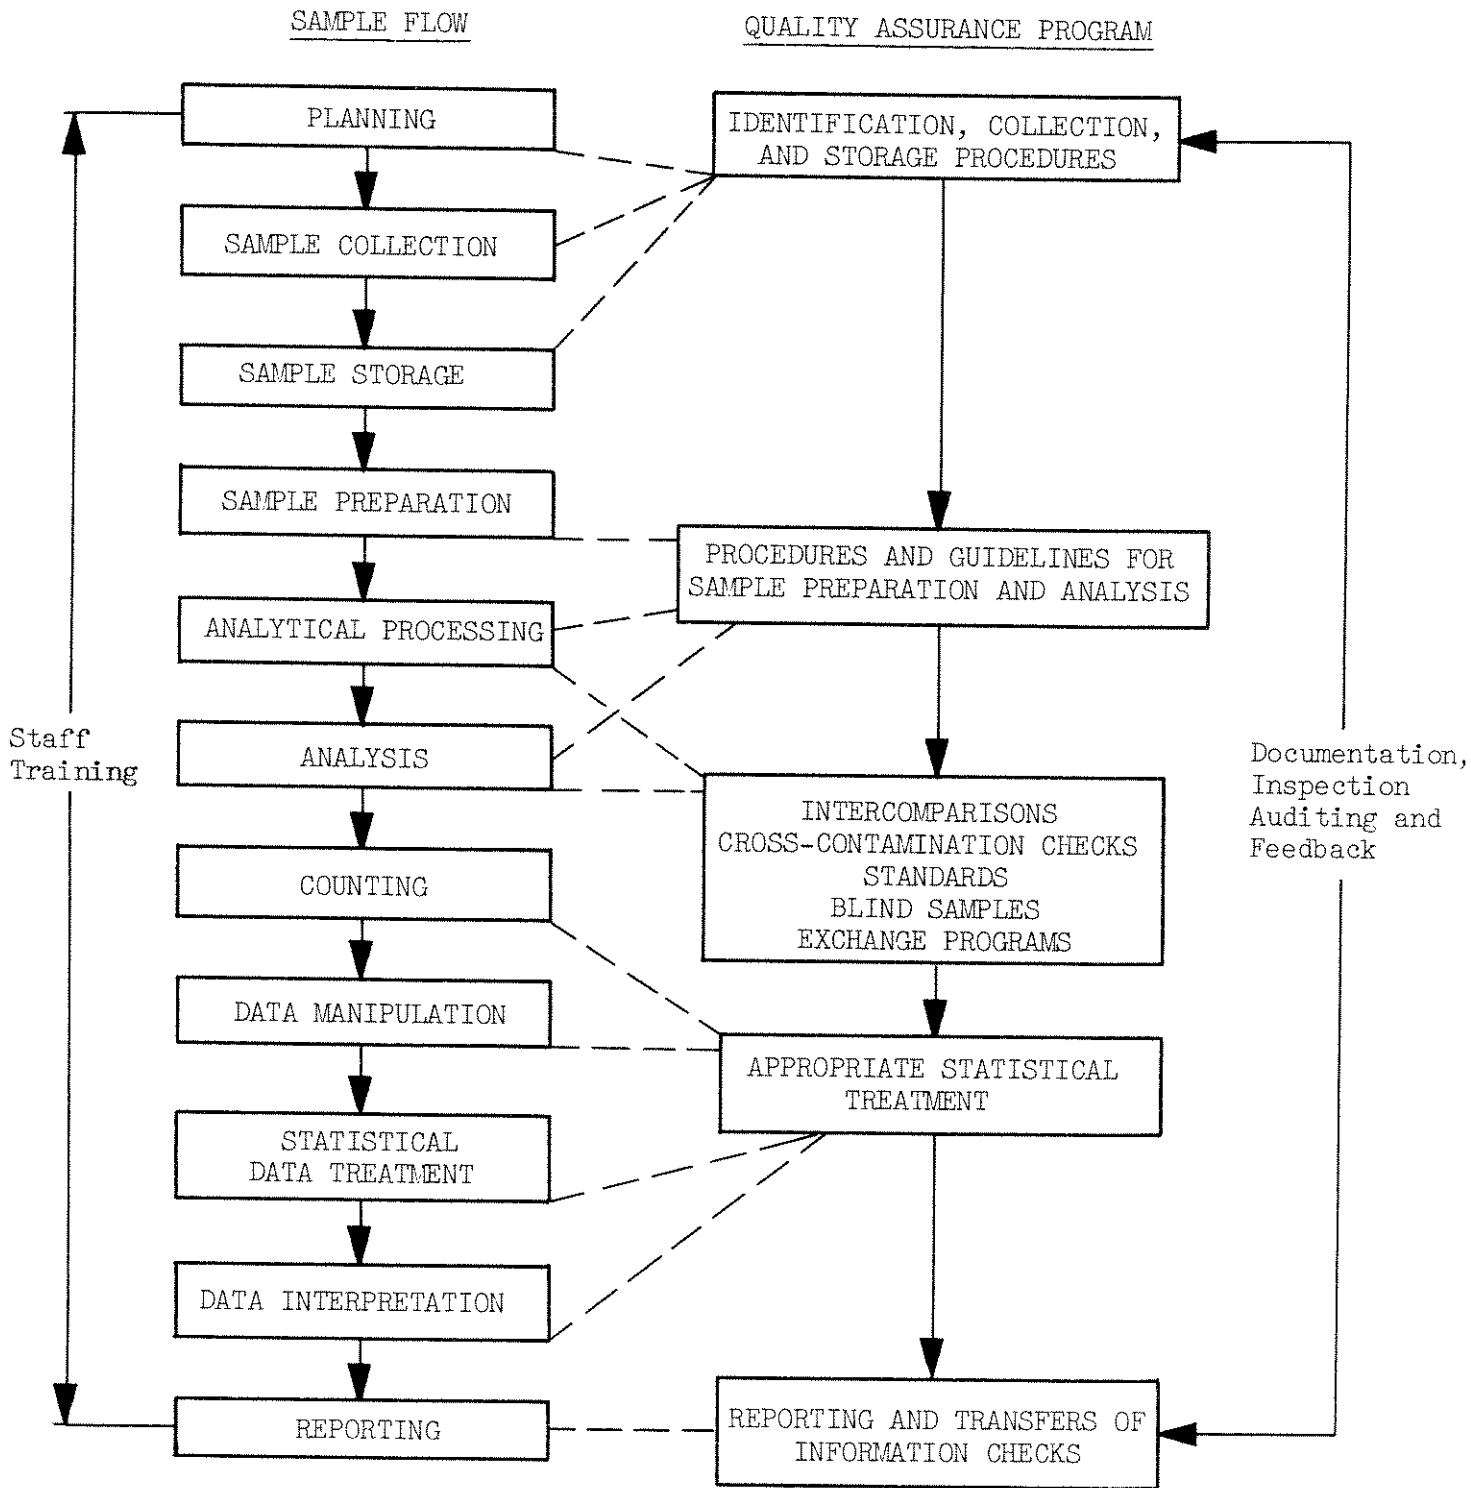 SAMPLE FLOW
QUALITY ASSURANCE PROGRAM
PLANNING
IDENTIFICATION, COLLECTION,
AND STORAGE PROCEDURES
SAMPLE COLLECTION
SAMPLE STORAGE
SAMPLE PREPARATION
PROCEDURES AND GUIDELINES FOR
SAMPLE PREPARATION AND ANALYSIS
ANALYTICAL PROCESSING
Staff
Training
ANALYSIS
Documentation,
Inspection
Auditing and
Feedback
INTERCOMPARISONS
CROSS-CONTAMINATION CHECKS
STANDARDS
BLIND SAMPLES
EXCHANGE PROGRAMS
COUNTING
DATA MANIPULATION
APPROPRIATE STATISTICAL
TREATMENT
STATISTICAL
DATA TREATMENT
DATA INTERPRETATION
REPORTING
REPORTING AND TRANSFERS OF
INFORMATION CHECKS